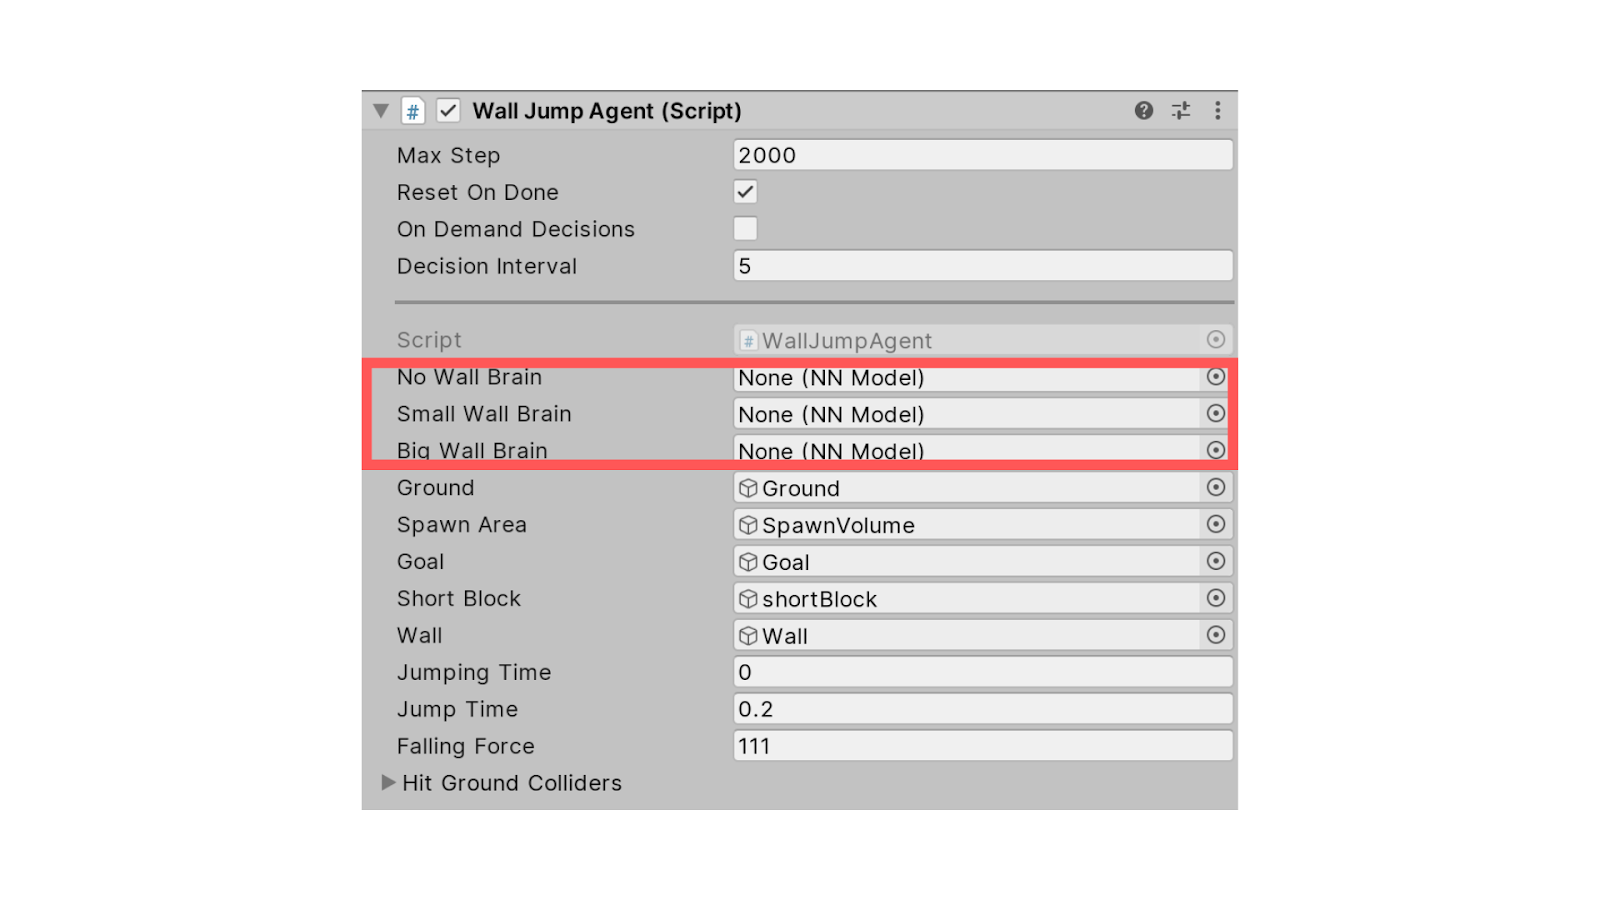 # Wall Jump Agent (Script)
Max Step 2000
Reset On Done
On Demand Decisions
Decision Interval 5
Script # WallJumpAgent
No Wall Brain None (NN Model)
Small Wall Brain None (NN Model)
Big Wall Brain None (NN Model)
Ground Ground
Spawn Area SpawnVolume
Goal Goal
Short Block shortBlock
Wall Wall
Jumping Time 0
Jump Time 0.2
Falling Force 111
Hit Ground Colliders